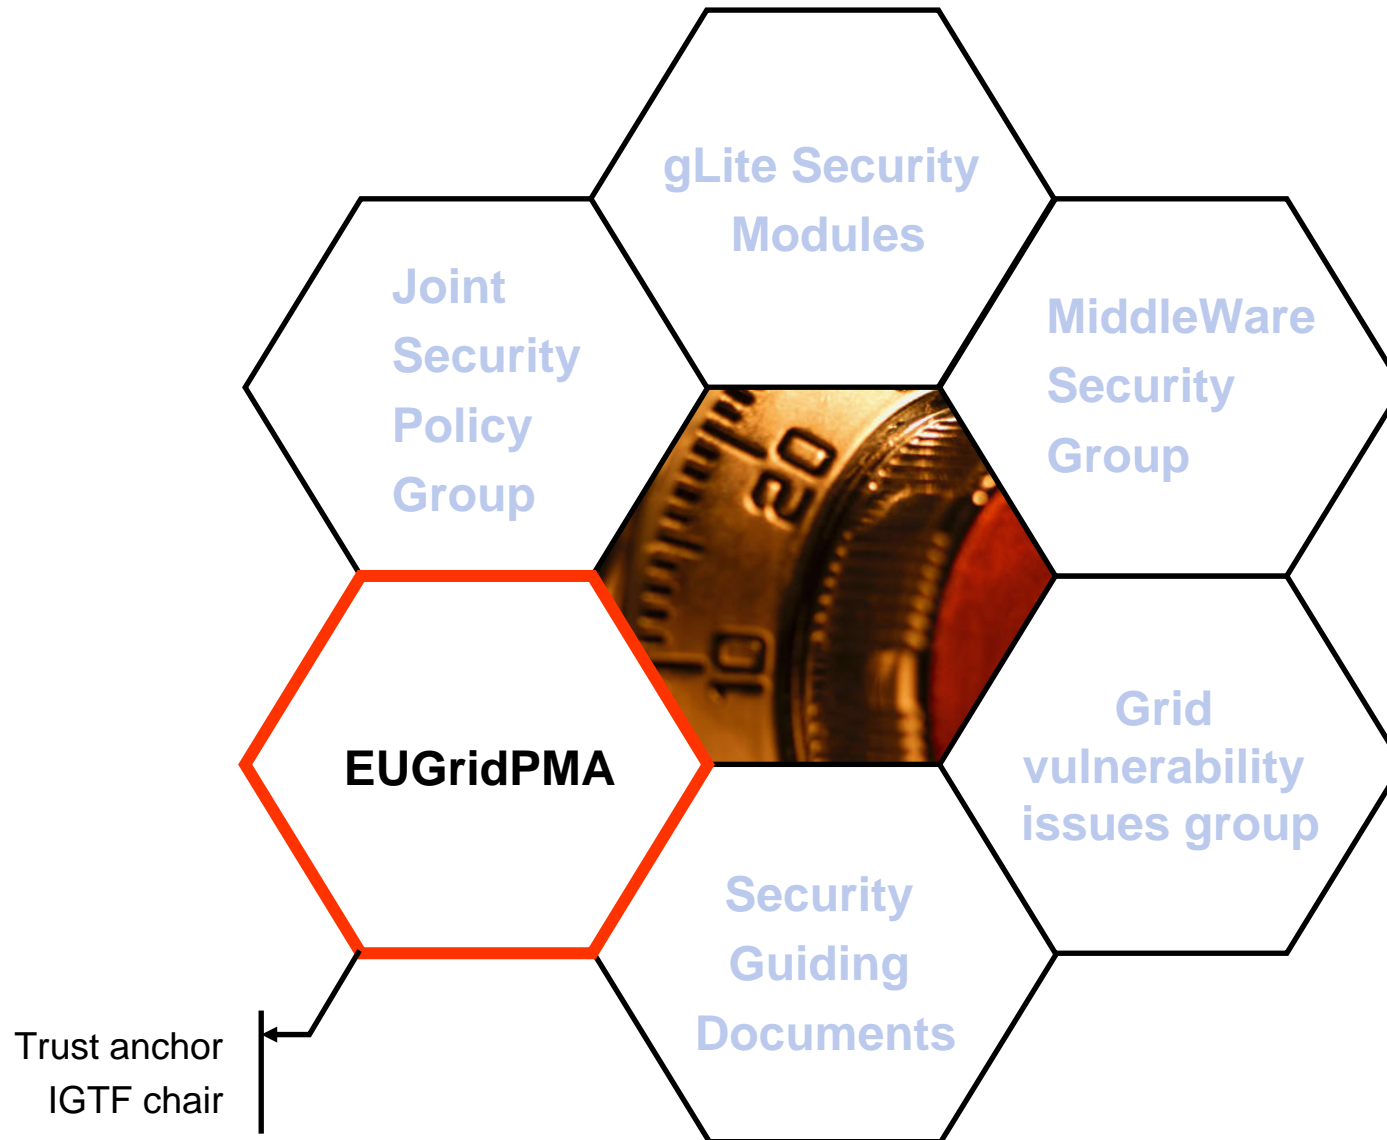 gLite Security
Modules
Joint
Security
Policy
Group
MiddleWare
Security
Group
20
10
EUGridPMA
Grid
vulnerability
issues group
Security
Guiding
Documents
Trust anchor
IGTF chair